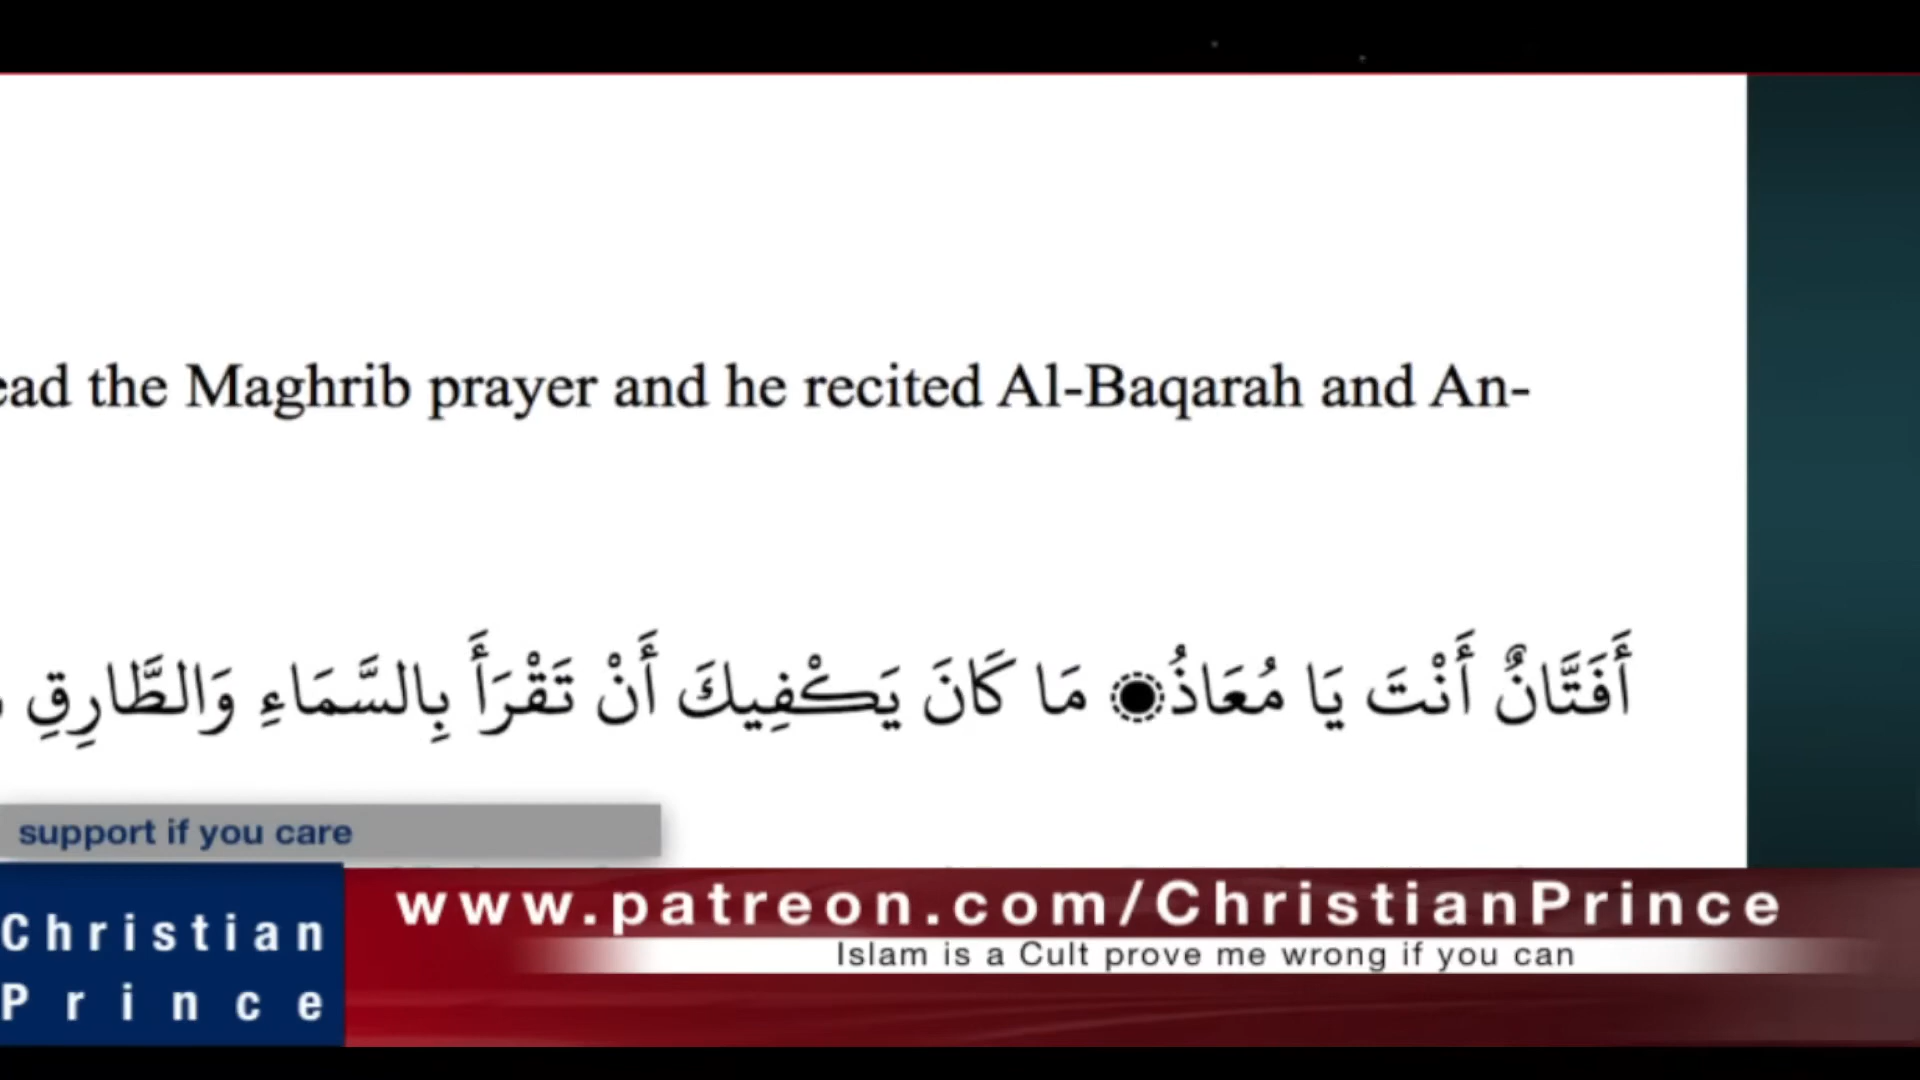 ead the Maghrib prayer and he recited Al-Baqarah and An-
أَفَتَّانٌ أَنْتَ يَا مُعَاذُ مَا كَانَ يَكْفِيكَ أَنْ تَقْرَأَ بِالسَّمَاءِ وَالطَّارِقِ
support if you care
Christian
Prince
www.patreon.com/ChristianPrince
Islam is a Cult prove me wrong if you can